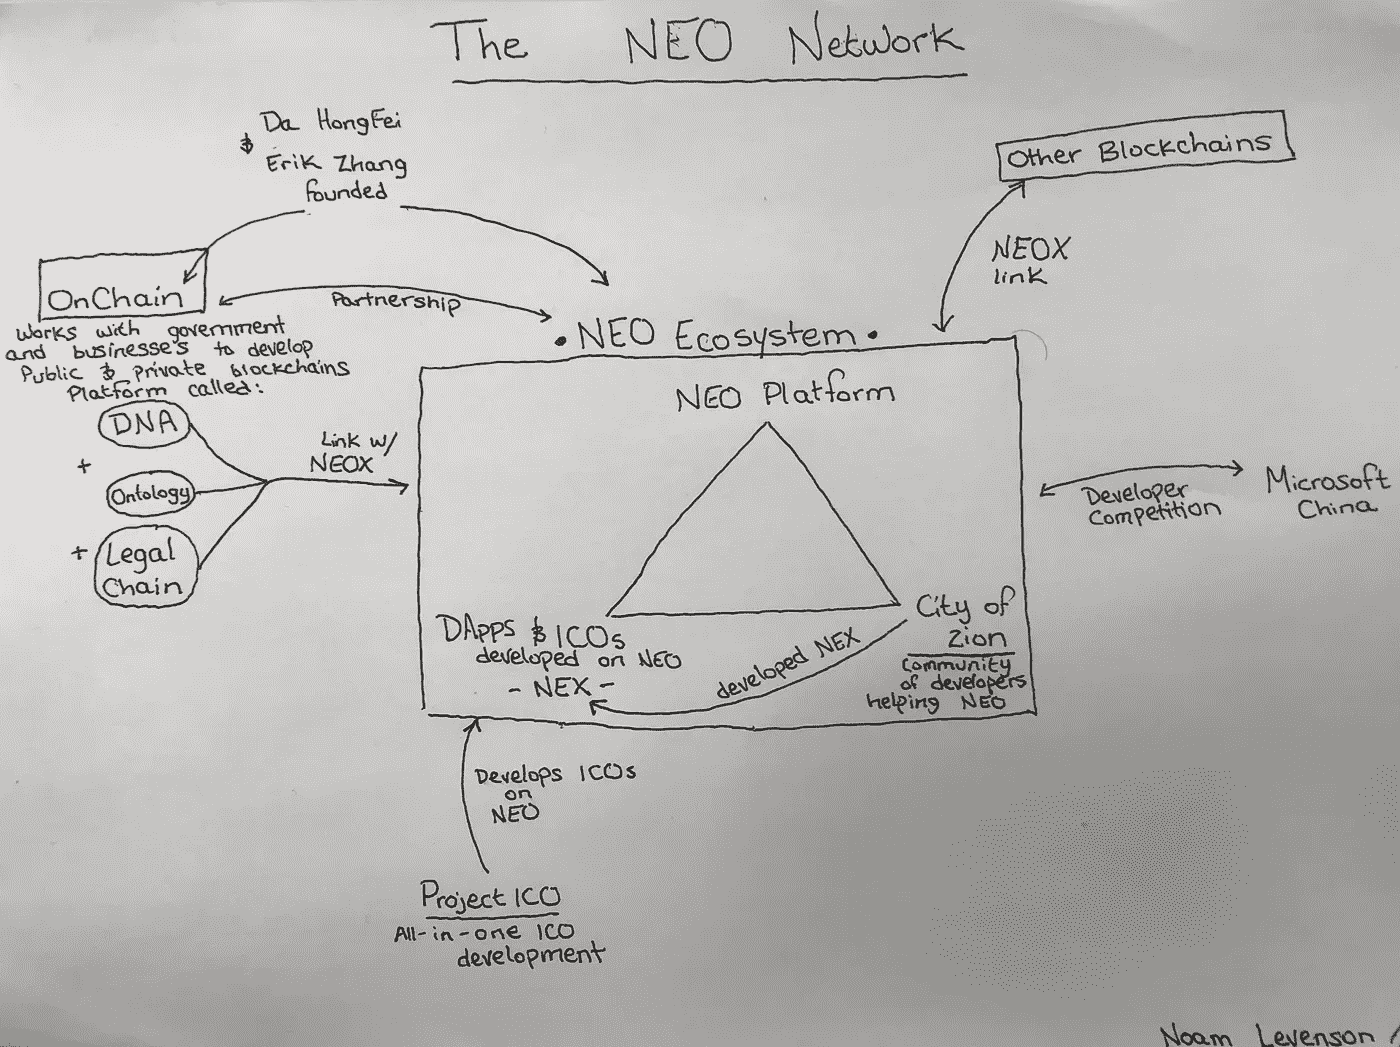 The NEO Network
Da HongFei
& Erik Zhang
founded
Other Blockchains
NEOX
link
OnChain
Partnership
works with government
and businesse's to develop
Public & Private blockchains
Platform called:
• NEO Ecosystem •
NEO Platform
DNA
+
Ontology
+
Legal
Chain
Link w/
NEOX
Developer
Competition
Microsoft
China
DApps & ICOs
developed on NEO
- NEX -
developed NEX
City of
Zion
Community
of developers
helping NEO
Develops ICOs
on
NEO
Project ICO
All-in-one ICO
development
Noam Levenson /